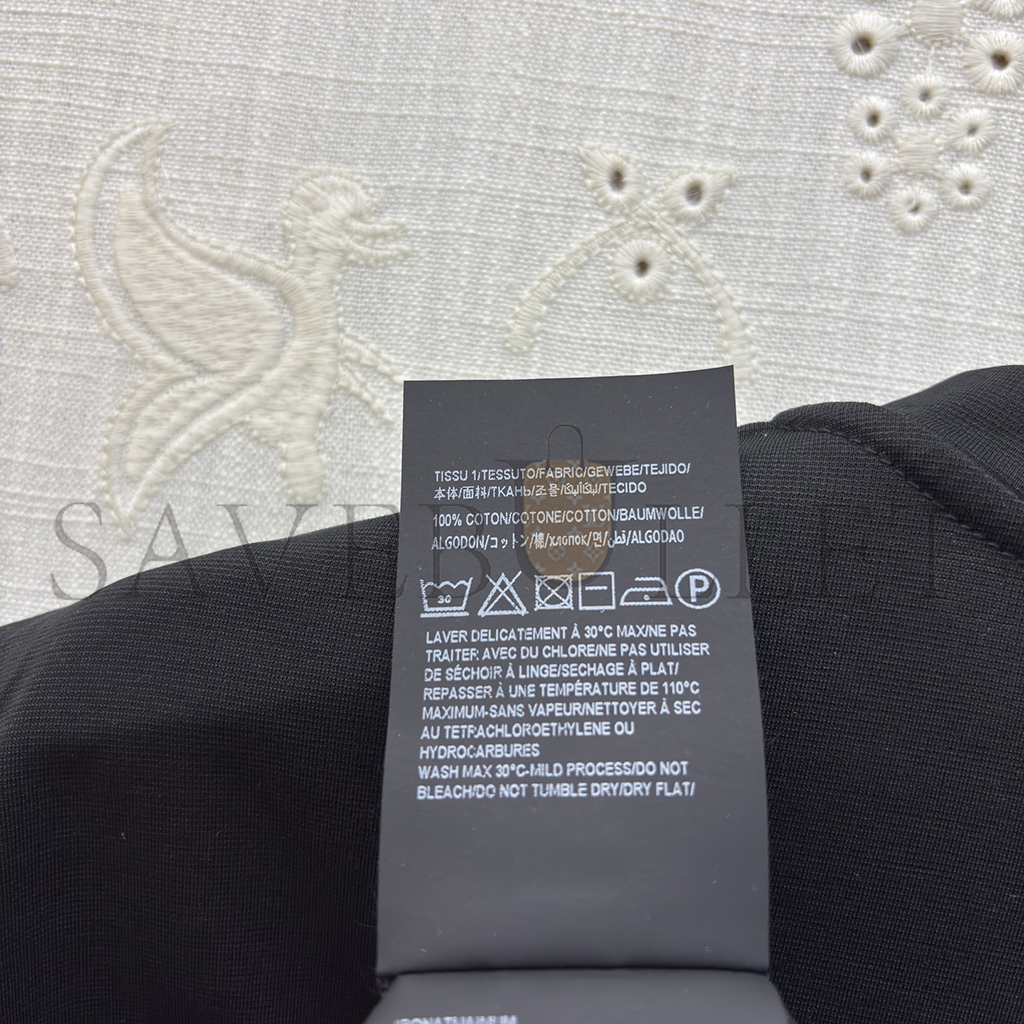 TISSU 1/TESSUTO/FABRIC/GEWEBE/TEJIDO/
本体/面料/ТКАНЬ/조물/TECIDO
100% COTON/COTONE/COTTON/BAUMWOLLE/
ALGODON/コットン/棉/хлопок/면/قطن/ALGODAO
30
P
LAVER DELICATEMENT À 30°C MAX/NE PAS
TRAITER AVEC DU CHLORE/NE PAS UTILISER
DE SÉCHOIR À LINGE/SECHAGE À PLAT/
REPASSER À UNE TEMPÉRATURE DE 110°C
MAXIMUM-SANS VAPEUR/NETTOYER À SEC
AU TETRACHLOROETHYLENE OU
HYDROCARBURES
WASH MAX 30°C-MILD PROCESS/DO NOT
BLEACH/DO NOT TUMBLE DRY/DRY FLAT/
SAVEBULLET